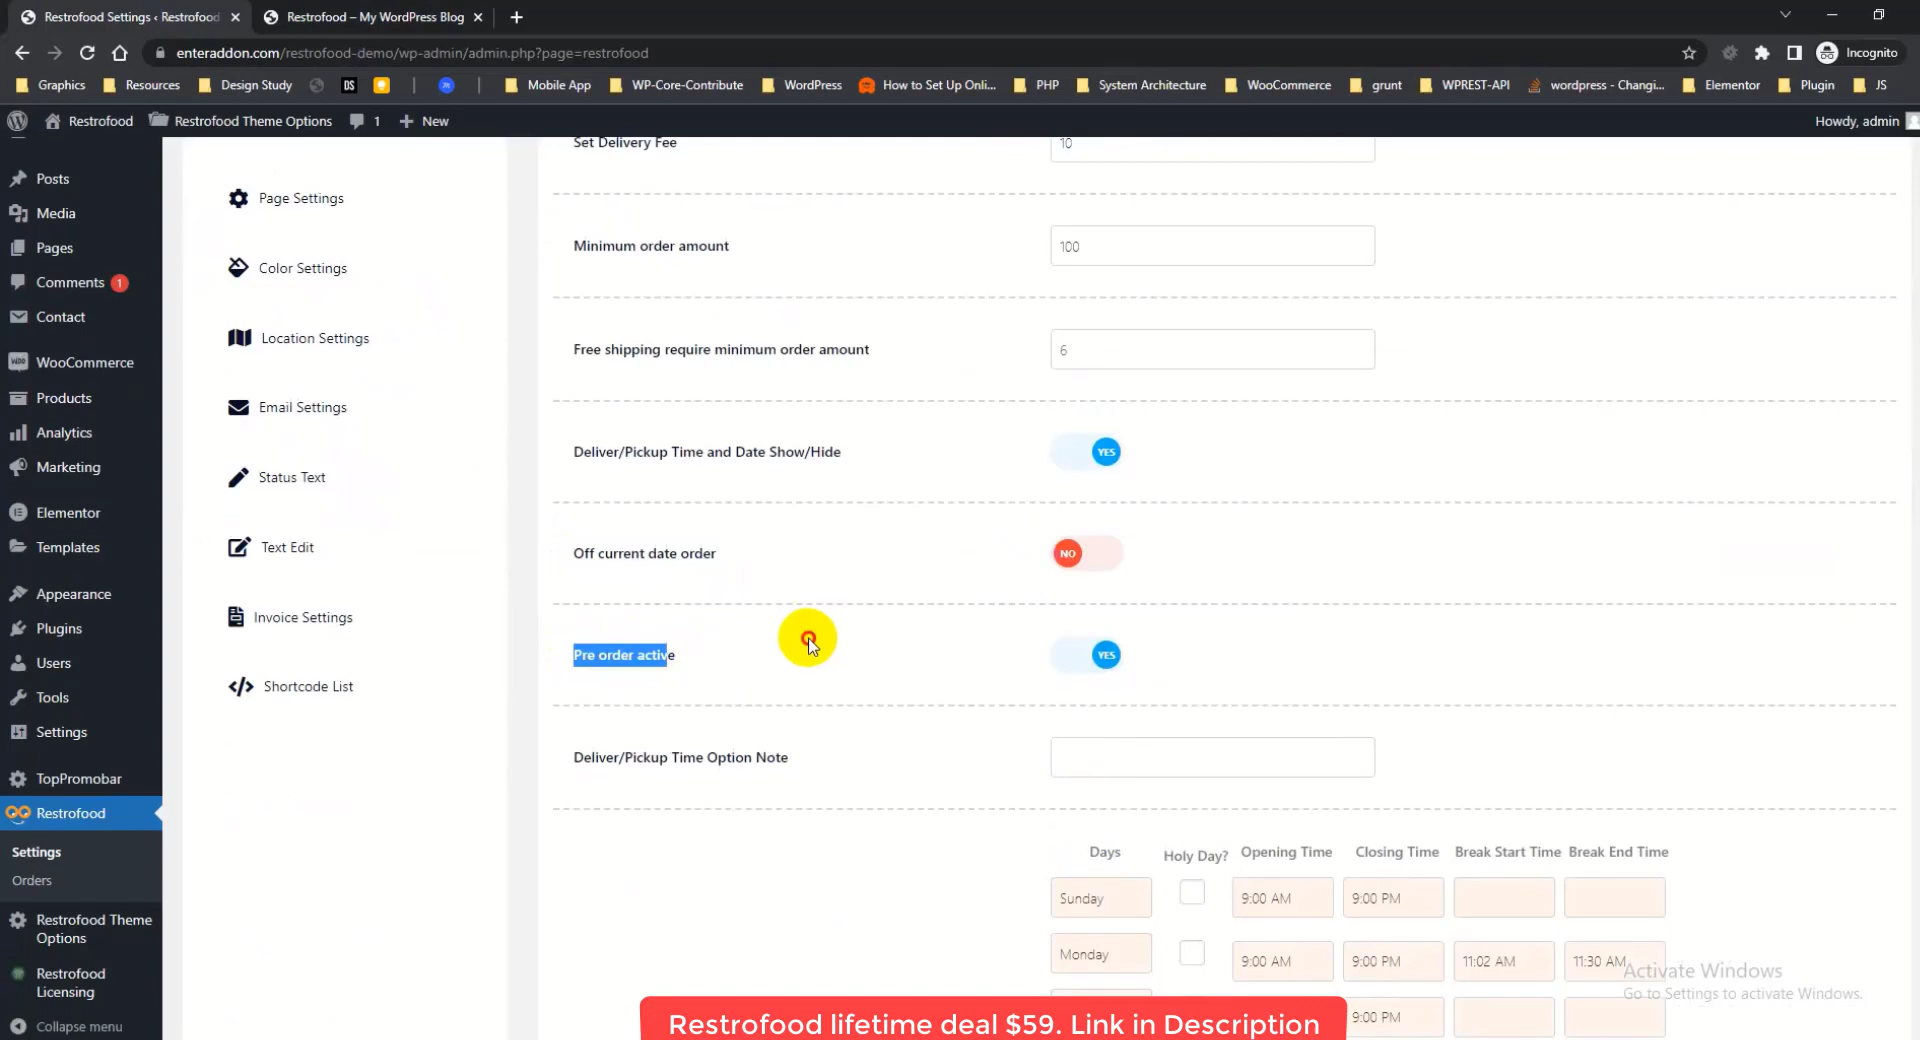 Restrofood Settings ‹ Restrofood
Restrofood – My WordPress Blog
enteraddon.com/restrofood-demo/wp-admin/admin.php?page=restrofood
Incognito
Graphics
Resources
Design Study
DS
Mobile App
WP-Core-Contribute
WordPress
How to Set Up Onli...
PHP
System Architecture
WooCommerce
grunt
WPREST-API
wordpress - Changi...
Elementor
Plugin
JS
Restrofood
Restrofood Theme Options
1
New
Howdy, admin
Posts
Media
Pages
Comments 1
Contact
WooCommerce
Products
Analytics
Marketing
Elementor
Templates
Appearance
Plugins
Users
Tools
Settings
TopPromobar
Restrofood
Settings
Orders
Restrofood Theme
Options
Restrofood
Licensing
Collapse menu
Page Settings
Color Settings
Location Settings
Email Settings
Status Text
Text Edit
Invoice Settings
Shortcode List
Set Delivery Fee
10
Minimum order amount
100
Free shipping require minimum order amount
6
Deliver/Pickup Time and Date Show/Hide
YES
Off current date order
NO
Pre order active
YES
Deliver/Pickup Time Option Note
Days
Holy Day?
Opening Time
Closing Time
Break Start Time
Break End Time
Sunday
9:00 AM
9:00 PM
Monday
9:00 AM
9:00 PM
11:02 AM
11:30 AM
9:00 PM
Activate Windows
Go to Settings to activate Windows.
Restrofood lifetime deal $59. Link in Description